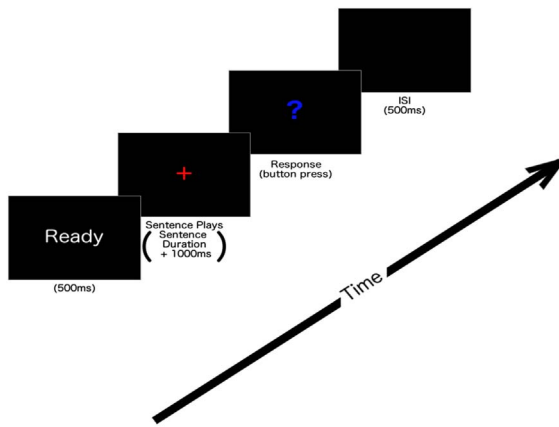 Ready
(500ms)
+
Sentence Plays
(Sentence
Duration
+ 1000ms)
?
Response
(button press)
ISI
(500ms)
Time